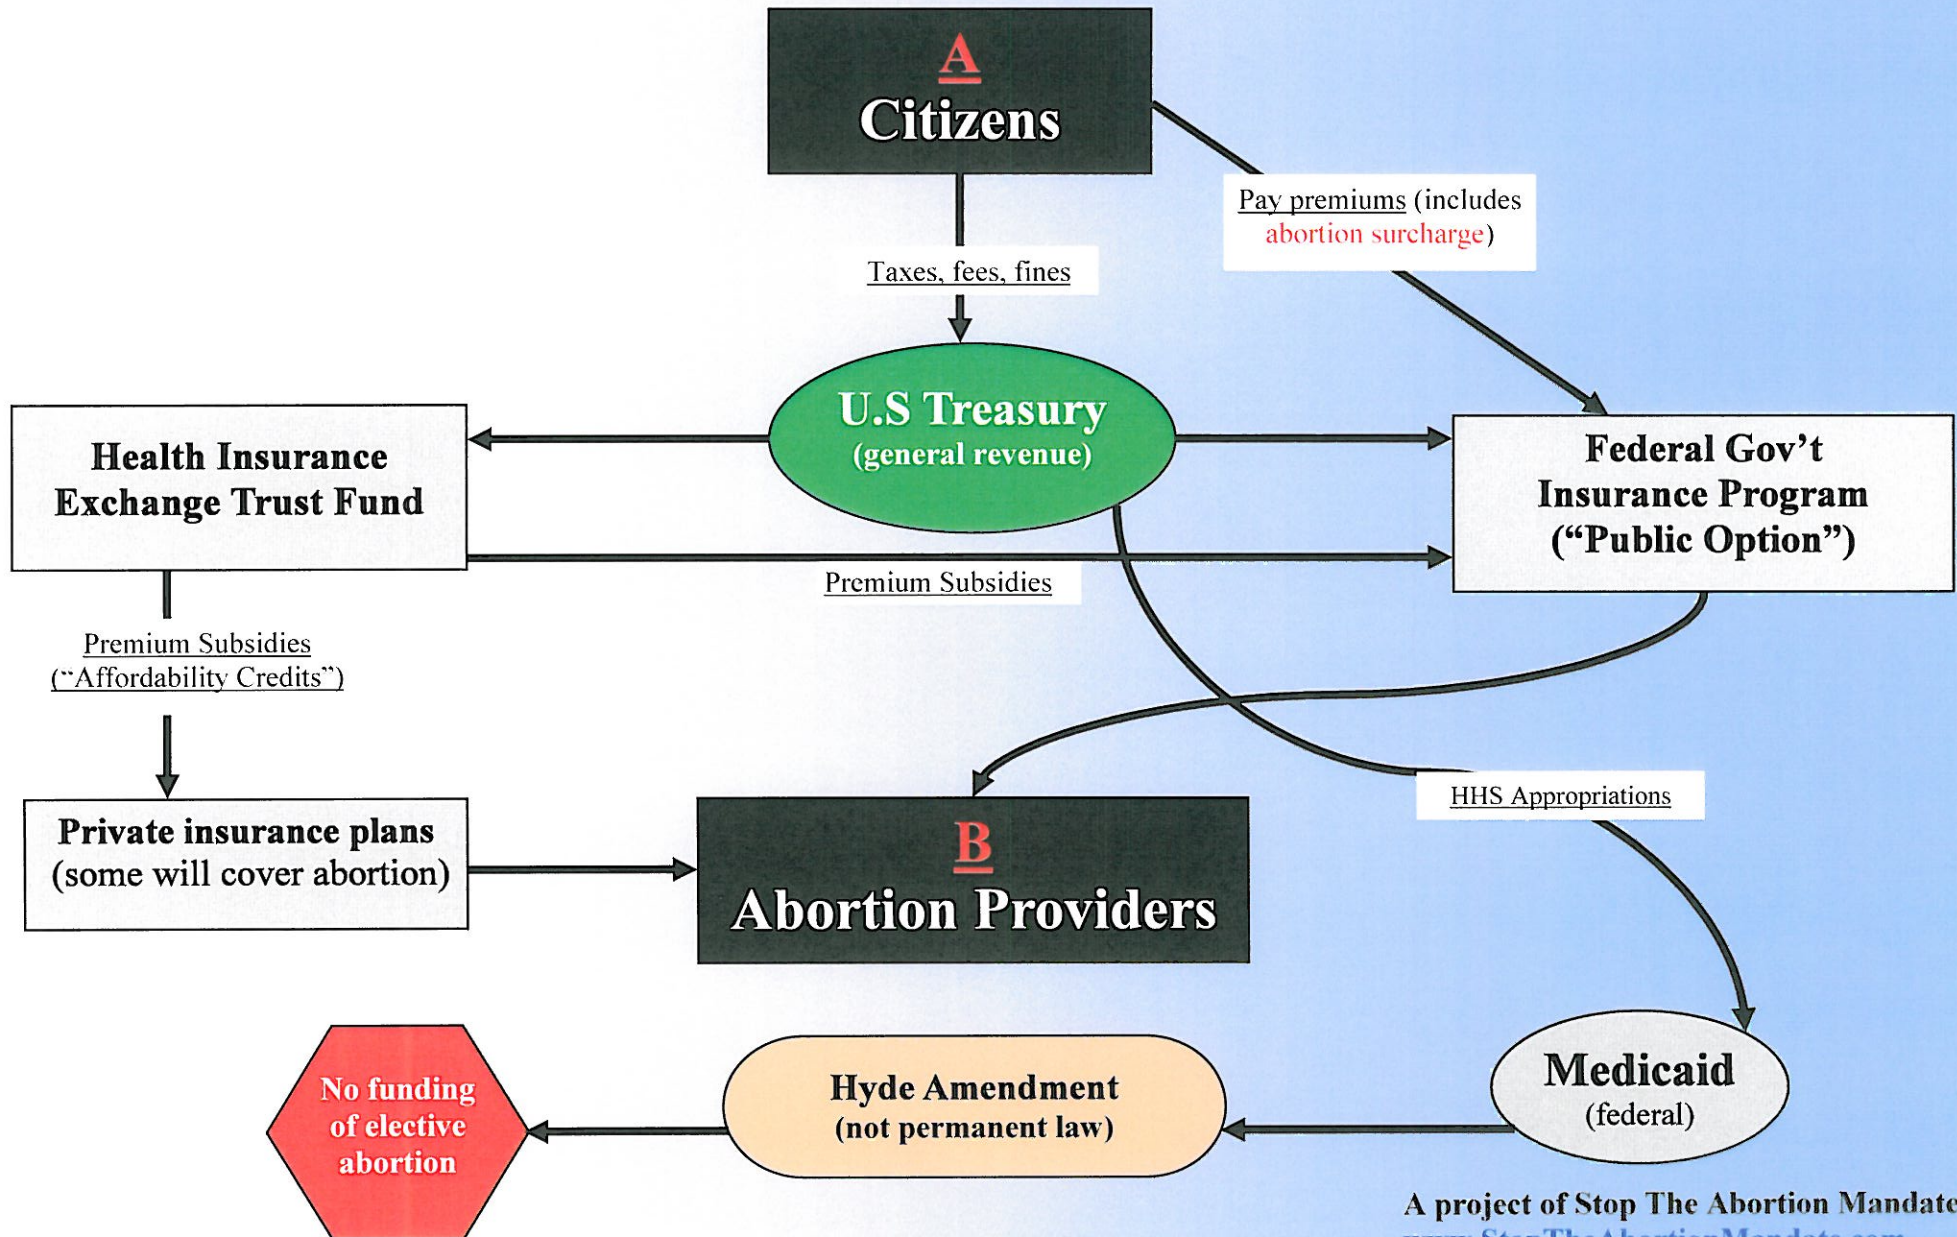 A
Citizens
Pay premiums (includes
abortion surcharge)
Taxes, fees, fines
U.S Treasury
(general revenue)
Health Insurance
Exchange Trust Fund
Federal Gov’t
Insurance Program
(“Public Option”)
Premium Subsidies
Premium Subsidies
(“Affordability Credits”)
HHS Appropriations
Private insurance plans
(some will cover abortion)
B
Abortion Providers
Medicaid
(federal)
Hyde Amendment
(not permanent law)
No funding
of elective
abortion
A project of Stop The Abortion Mandate
www.StopTheAbortionMandate.com